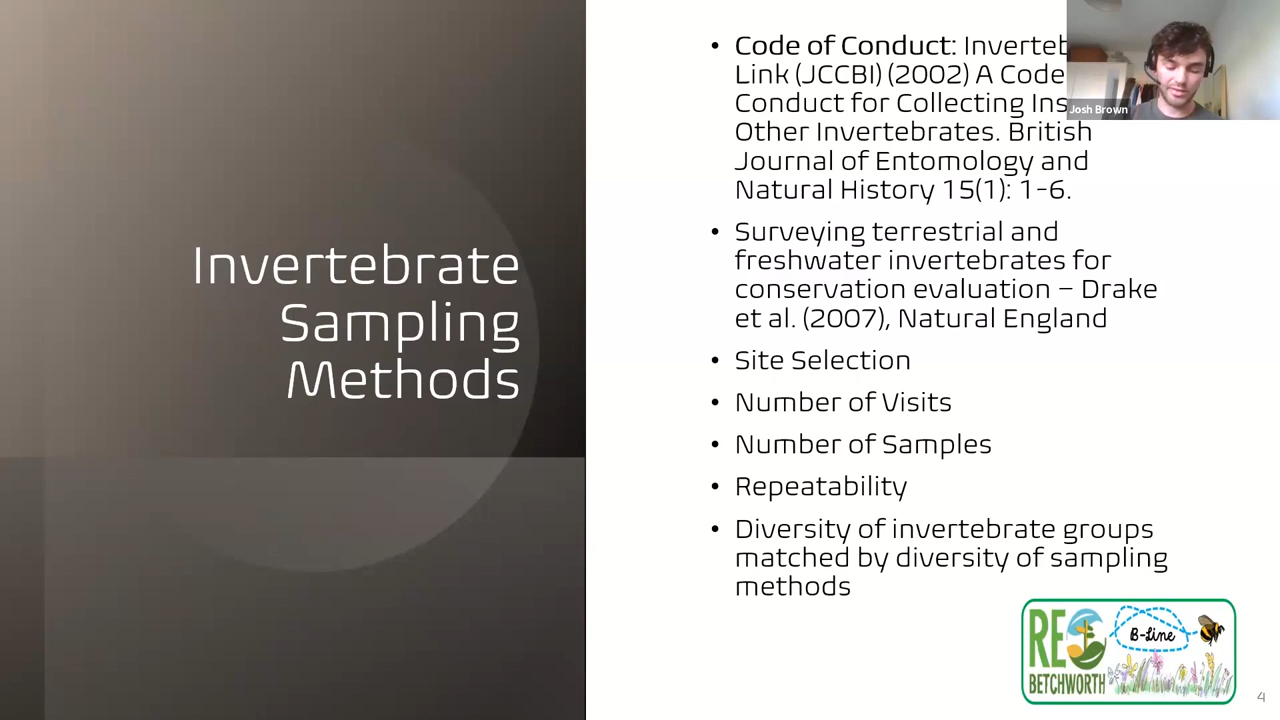 Invertebrate
Sampling
Methods
• Code of Conduct:
Link (JCCBI) (2002) A Code
Conduct for Collecting
Other Invertebrates. British
Journal of Entomology and
Natural History 15(1): 1-6.
• Surveying terrestrial and
freshwater invertebrates for
conservation evaluation – Drake
et al. (2007), Natural England
• Site Selection
• Number of Visits
• Number of Samples
• Repeatability
• Diversity of invertebrate groups
matched by diversity of sampling
methods
Josh Brown
RE
BETCHWORTH
B-Line
4